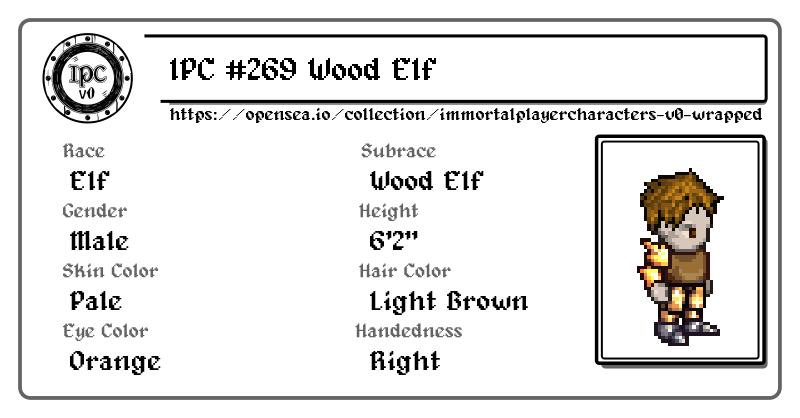 IPC
v0
IPC #269 Wood Elf
https://opensea.io/collection/immortalplayercharacters-v0-wrapped
Race
Subrace
Elf
Wood Elf
Gender
Height
Male
6'2"
Skin Color
Hair Color
Pale
Light Brown
Eye Color
Handedness
Orange
Right